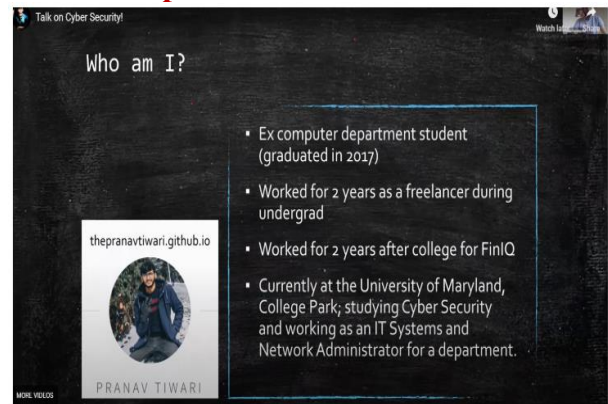 Talk on Cyber Security!
Watch later
Share
Who am I?
▪ Ex computer department student
(graduated in 2017)
▪ Worked for 2 years as a freelancer during
undergrad
▪ Worked for 2 years after college for FinIQ
▪ Currently at the University of Maryland,
College Park; studying Cyber Security
and working as an IT Systems and
Network Administrator for a department.
thepranavtiwari.github.io
PRANAV TIWARI
MORE VIDEOS